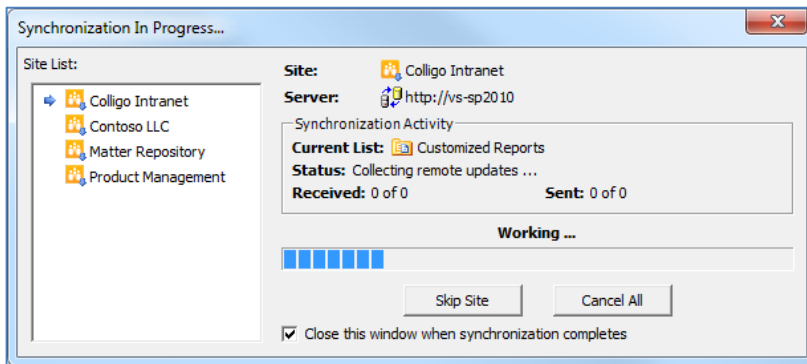 Synchronization In Progress...
Site List:
Colligo Intranet
Contoso LLC
Matter Repository
Product Management
Site: Colligo Intranet
Server: http://vs-sp2010
Synchronization Activity
Current List: Customized Reports
Status: Collecting remote updates ...
Received: 0 of 0 Sent: 0 of 0
Working ...
Skip Site Cancel All
Close this window when synchronization completes